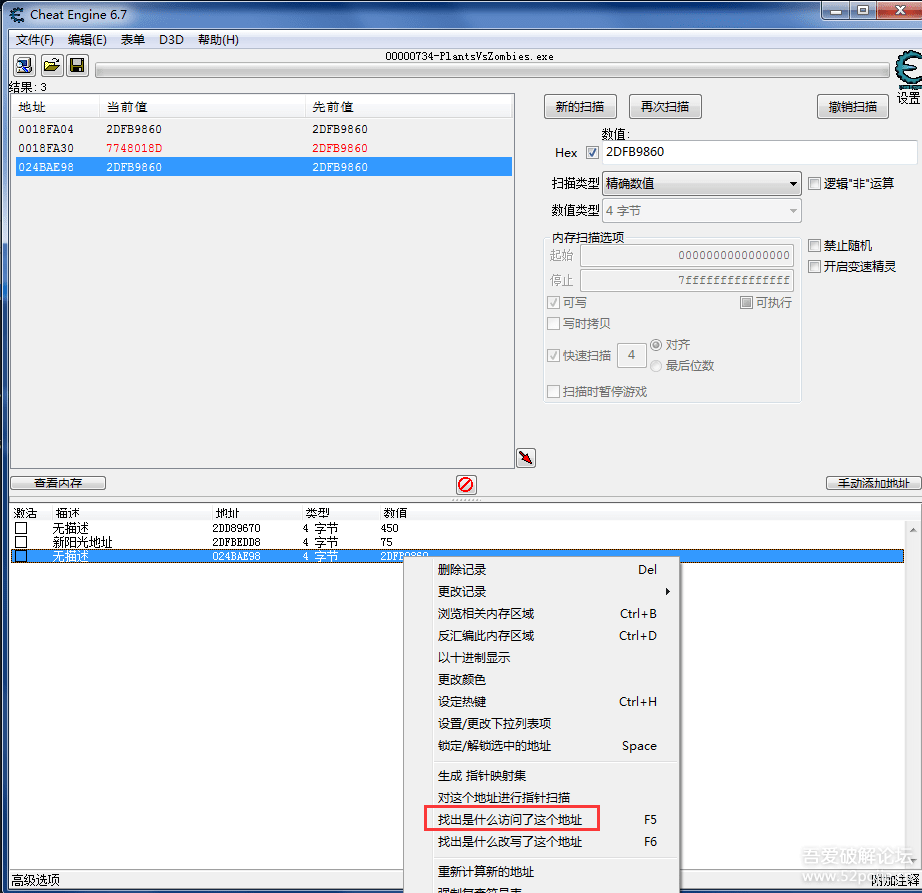 Cheat Engine 6.7
文件(F) 编辑(E) 表单 D3D 帮助(H)
00000734-PlantsVsZombies.exe
设置
结果: 3
地址 当前值 先前值
0018FA04 2DFB9860 2DFB9860
0018FA30 7748018D 2DFB9860
024BAE98 2DFB9860 2DFB9860
新的扫描 再次扫描 撤销扫描
数值:
Hex 2DFB9860
扫描类型 精确数值 逻辑"非"运算
数值类型 4 字节
内存扫描选项
起始 0000000000000000
停止 7fffffffffffffff
可写 可执行
写时拷贝
快速扫描 4 对齐
最后位数
扫描时暂停游戏
禁止随机
开启变速精灵
查看内存 手动添加地址
激活 描述 地址 类型 数值
无描述 2DD89670 4 字节 450
新阳光地址 2DFBEDD8 4 字节 75
无描述 024BAE98 4 字节 2DFB9860
删除记录 Del
更改记录
浏览相关内存区域 Ctrl+B
反汇编此内存区域 Ctrl+D
以十进制显示
更改颜色
设定热键 Ctrl+H
设置/更改下拉列表项
锁定/解锁选中的地址 Space
生成 指针映射集
对这个地址进行指针扫描
找出是什么访问了这个地址 F5
找出是什么改写了这个地址 F6
重新计算新的地址
高级选项 附加注释
吾爱破解论坛